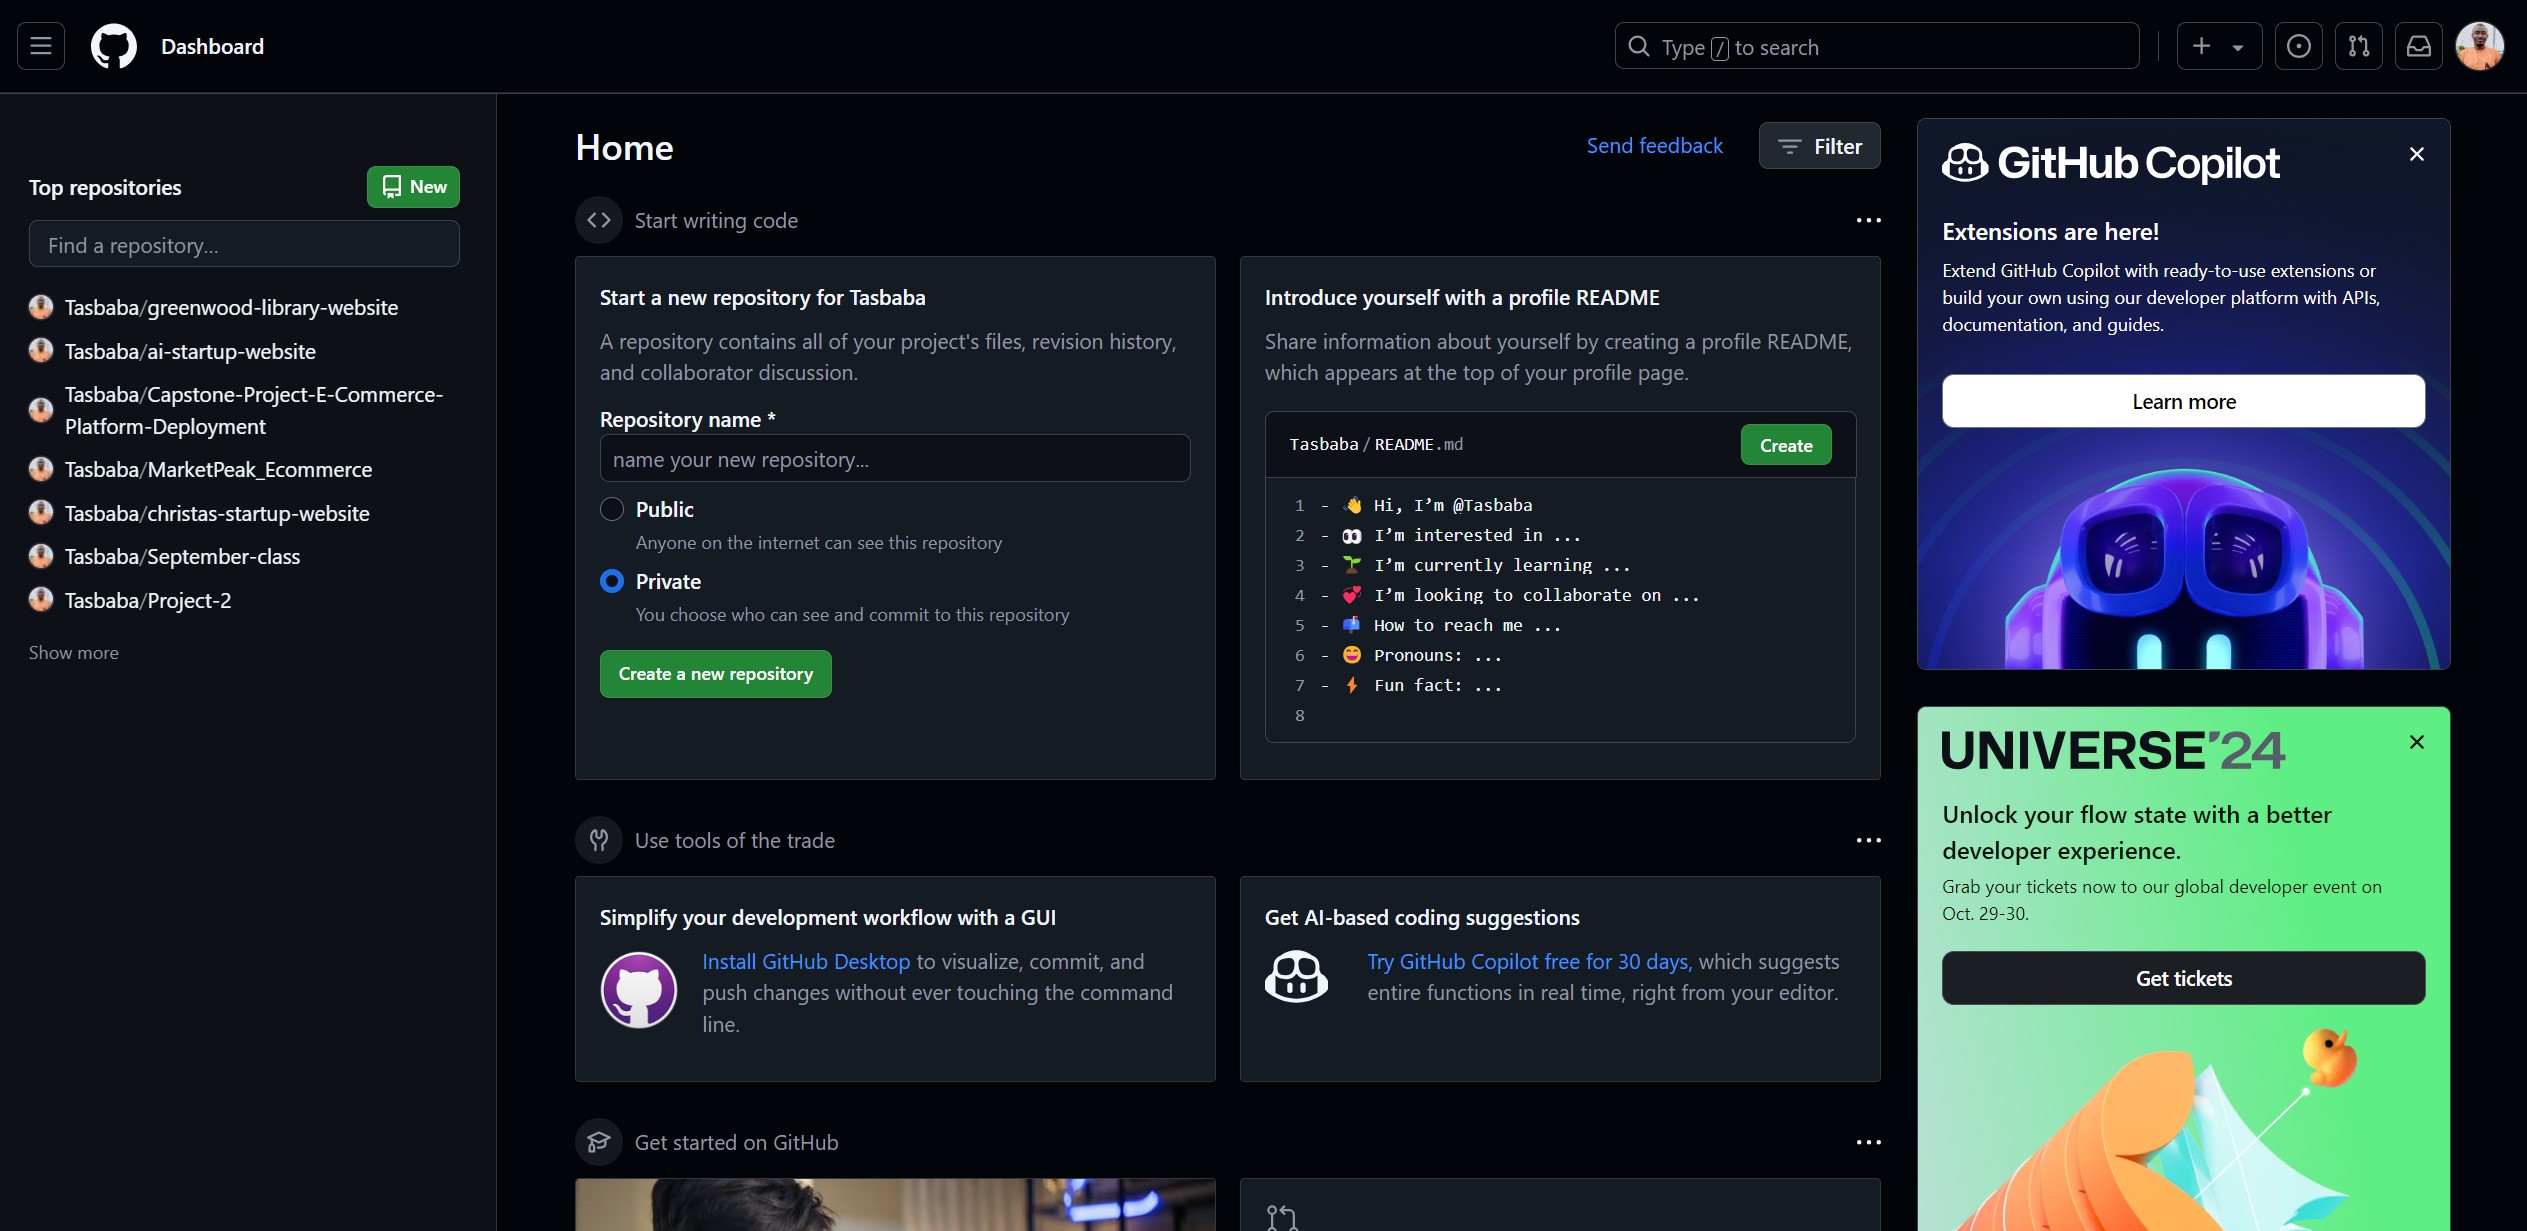 Dashboard
Type / to search
Top repositories
New
Find a repository...
Tasbaba/greenwood-library-website
Tasbaba/ai-startup-website
Tasbaba/Capstone-Project-E-Commerce-
Platform-Deployment
Tasbaba/MarketPeak_Ecommerce
Tasbaba/christas-startup-website
Tasbaba/September-class
Tasbaba/Project-2
Show more
Home
Send feedback
Filter
Start writing code
Start a new repository for Tasbaba
A repository contains all of your project's files, revision history,
and collaborator discussion.
Repository name *
name your new repository...
Public
Anyone on the internet can see this repository
Private
You choose who can see and commit to this repository
Create a new repository
Introduce yourself with a profile README
Share information about yourself by creating a profile README,
which appears at the top of your profile page.
Tasbaba / README.md
Create
1 - 👋 Hi, I’m @Tasbaba
2 - 👀 I’m interested in ...
3 - 🌱 I’m currently learning ...
4 - 💞️ I’m looking to collaborate on ...
5 - 📫 How to reach me ...
6 - 😄 Pronouns: ...
7 - ⚡ Fun fact: ...
8
Use tools of the trade
Simplify your development workflow with a GUI
Install GitHub Desktop to visualize, commit, and
push changes without ever touching the command
line.
Get AI-based coding suggestions
Try GitHub Copilot free for 30 days, which suggests
entire functions in real time, right from your editor.
Get started on GitHub
GitHub Copilot
Extensions are here!
Extend GitHub Copilot with ready-to-use extensions or
build your own using our developer platform with APIs,
documentation, and guides.
Learn more
UNIVERSE'24
Unlock your flow state with a better
developer experience.
Grab your tickets now to our global developer event on
Oct. 29-30.
Get tickets